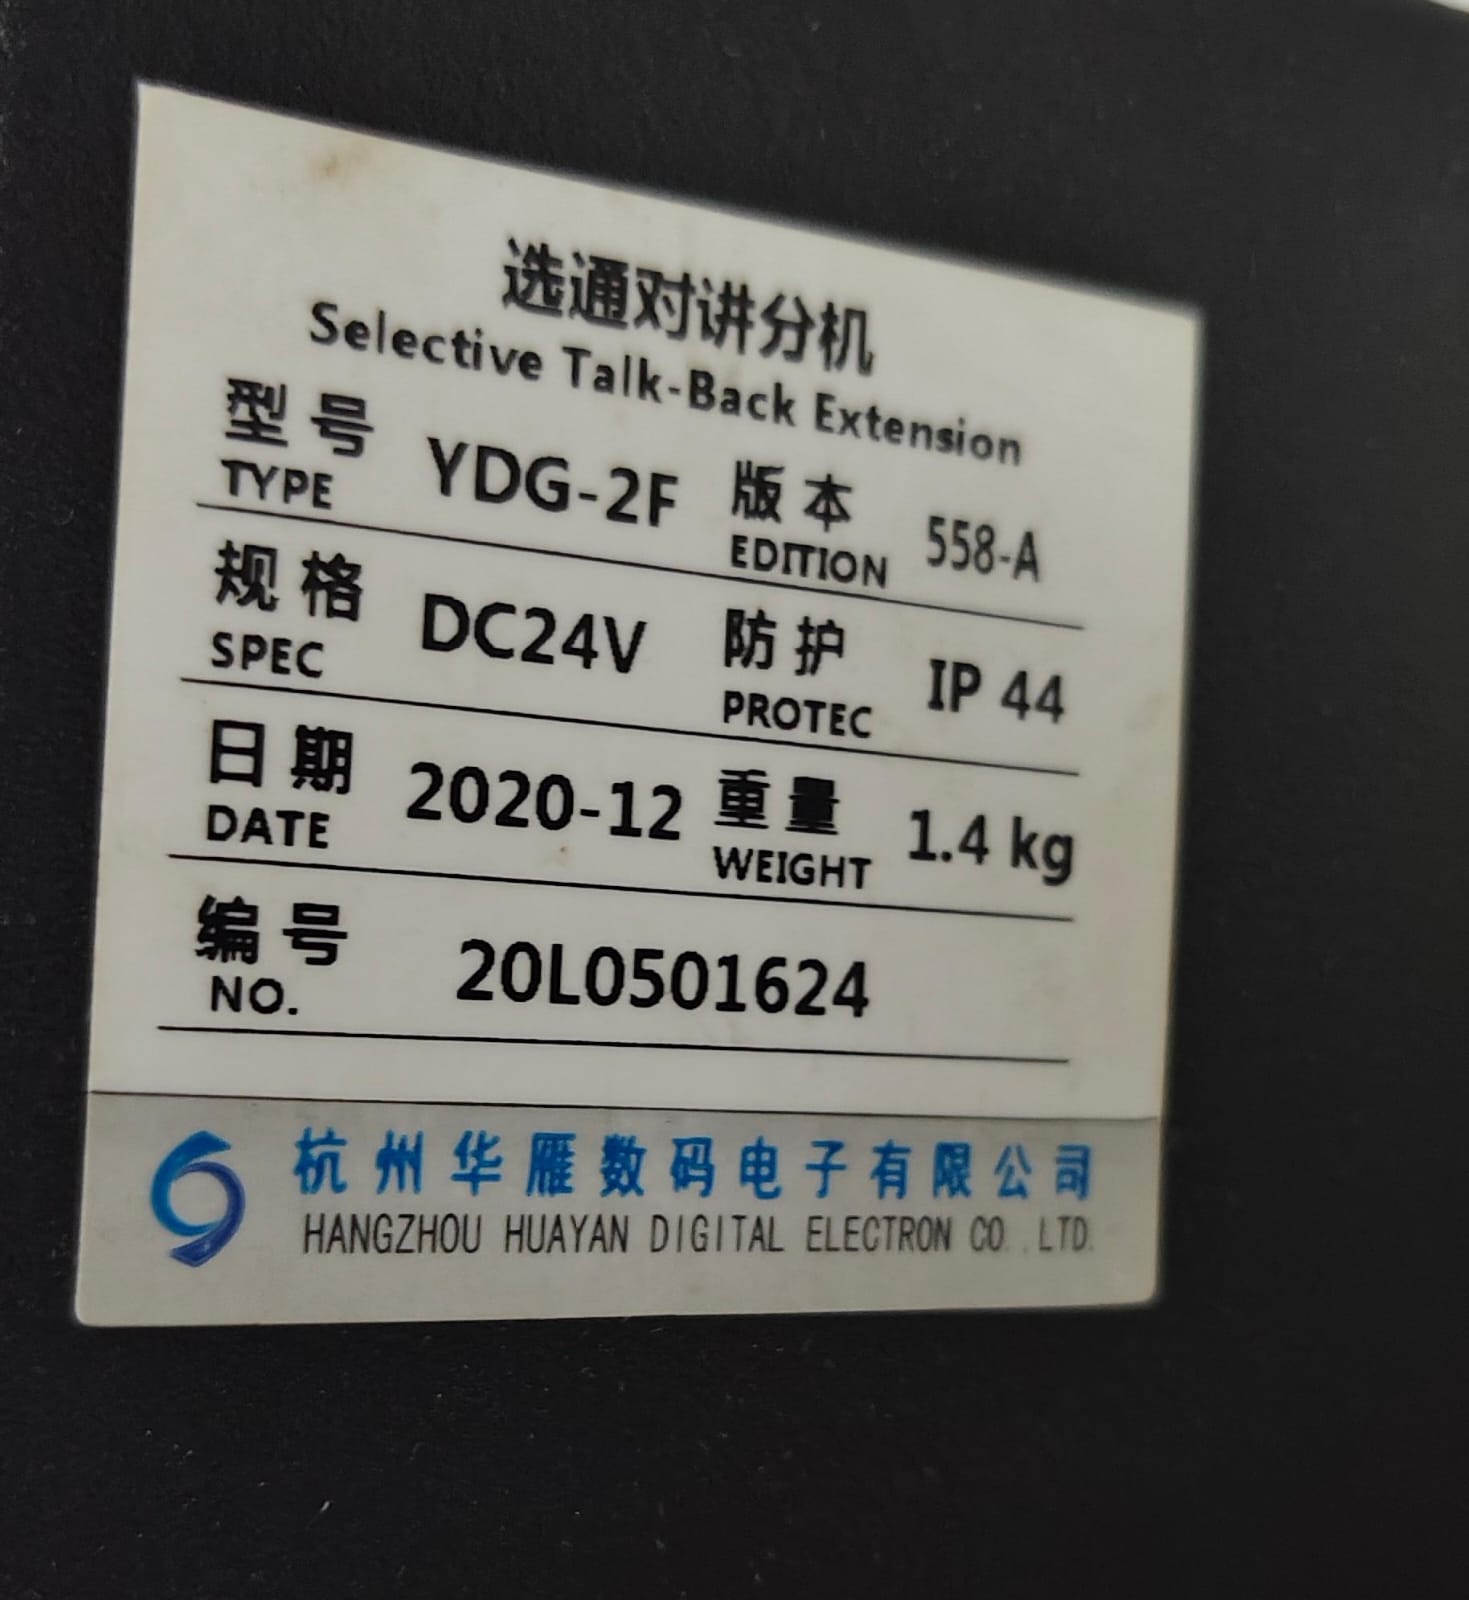 选通对讲分机
Selective Talk-Back Extension
型号 YDG-2F 版本 558-A
TYPE EDITION
规格 DC24V 防护 IP 44
SPEC PROTEC
日期 2020-12 重量 1.4 kg
DATE WEIGHT
编号 20L0501624
NO.
杭州华雁数码电子有限公司
HANGZHOU HUAYAN DIGITAL ELECTRON CO.,LTD.